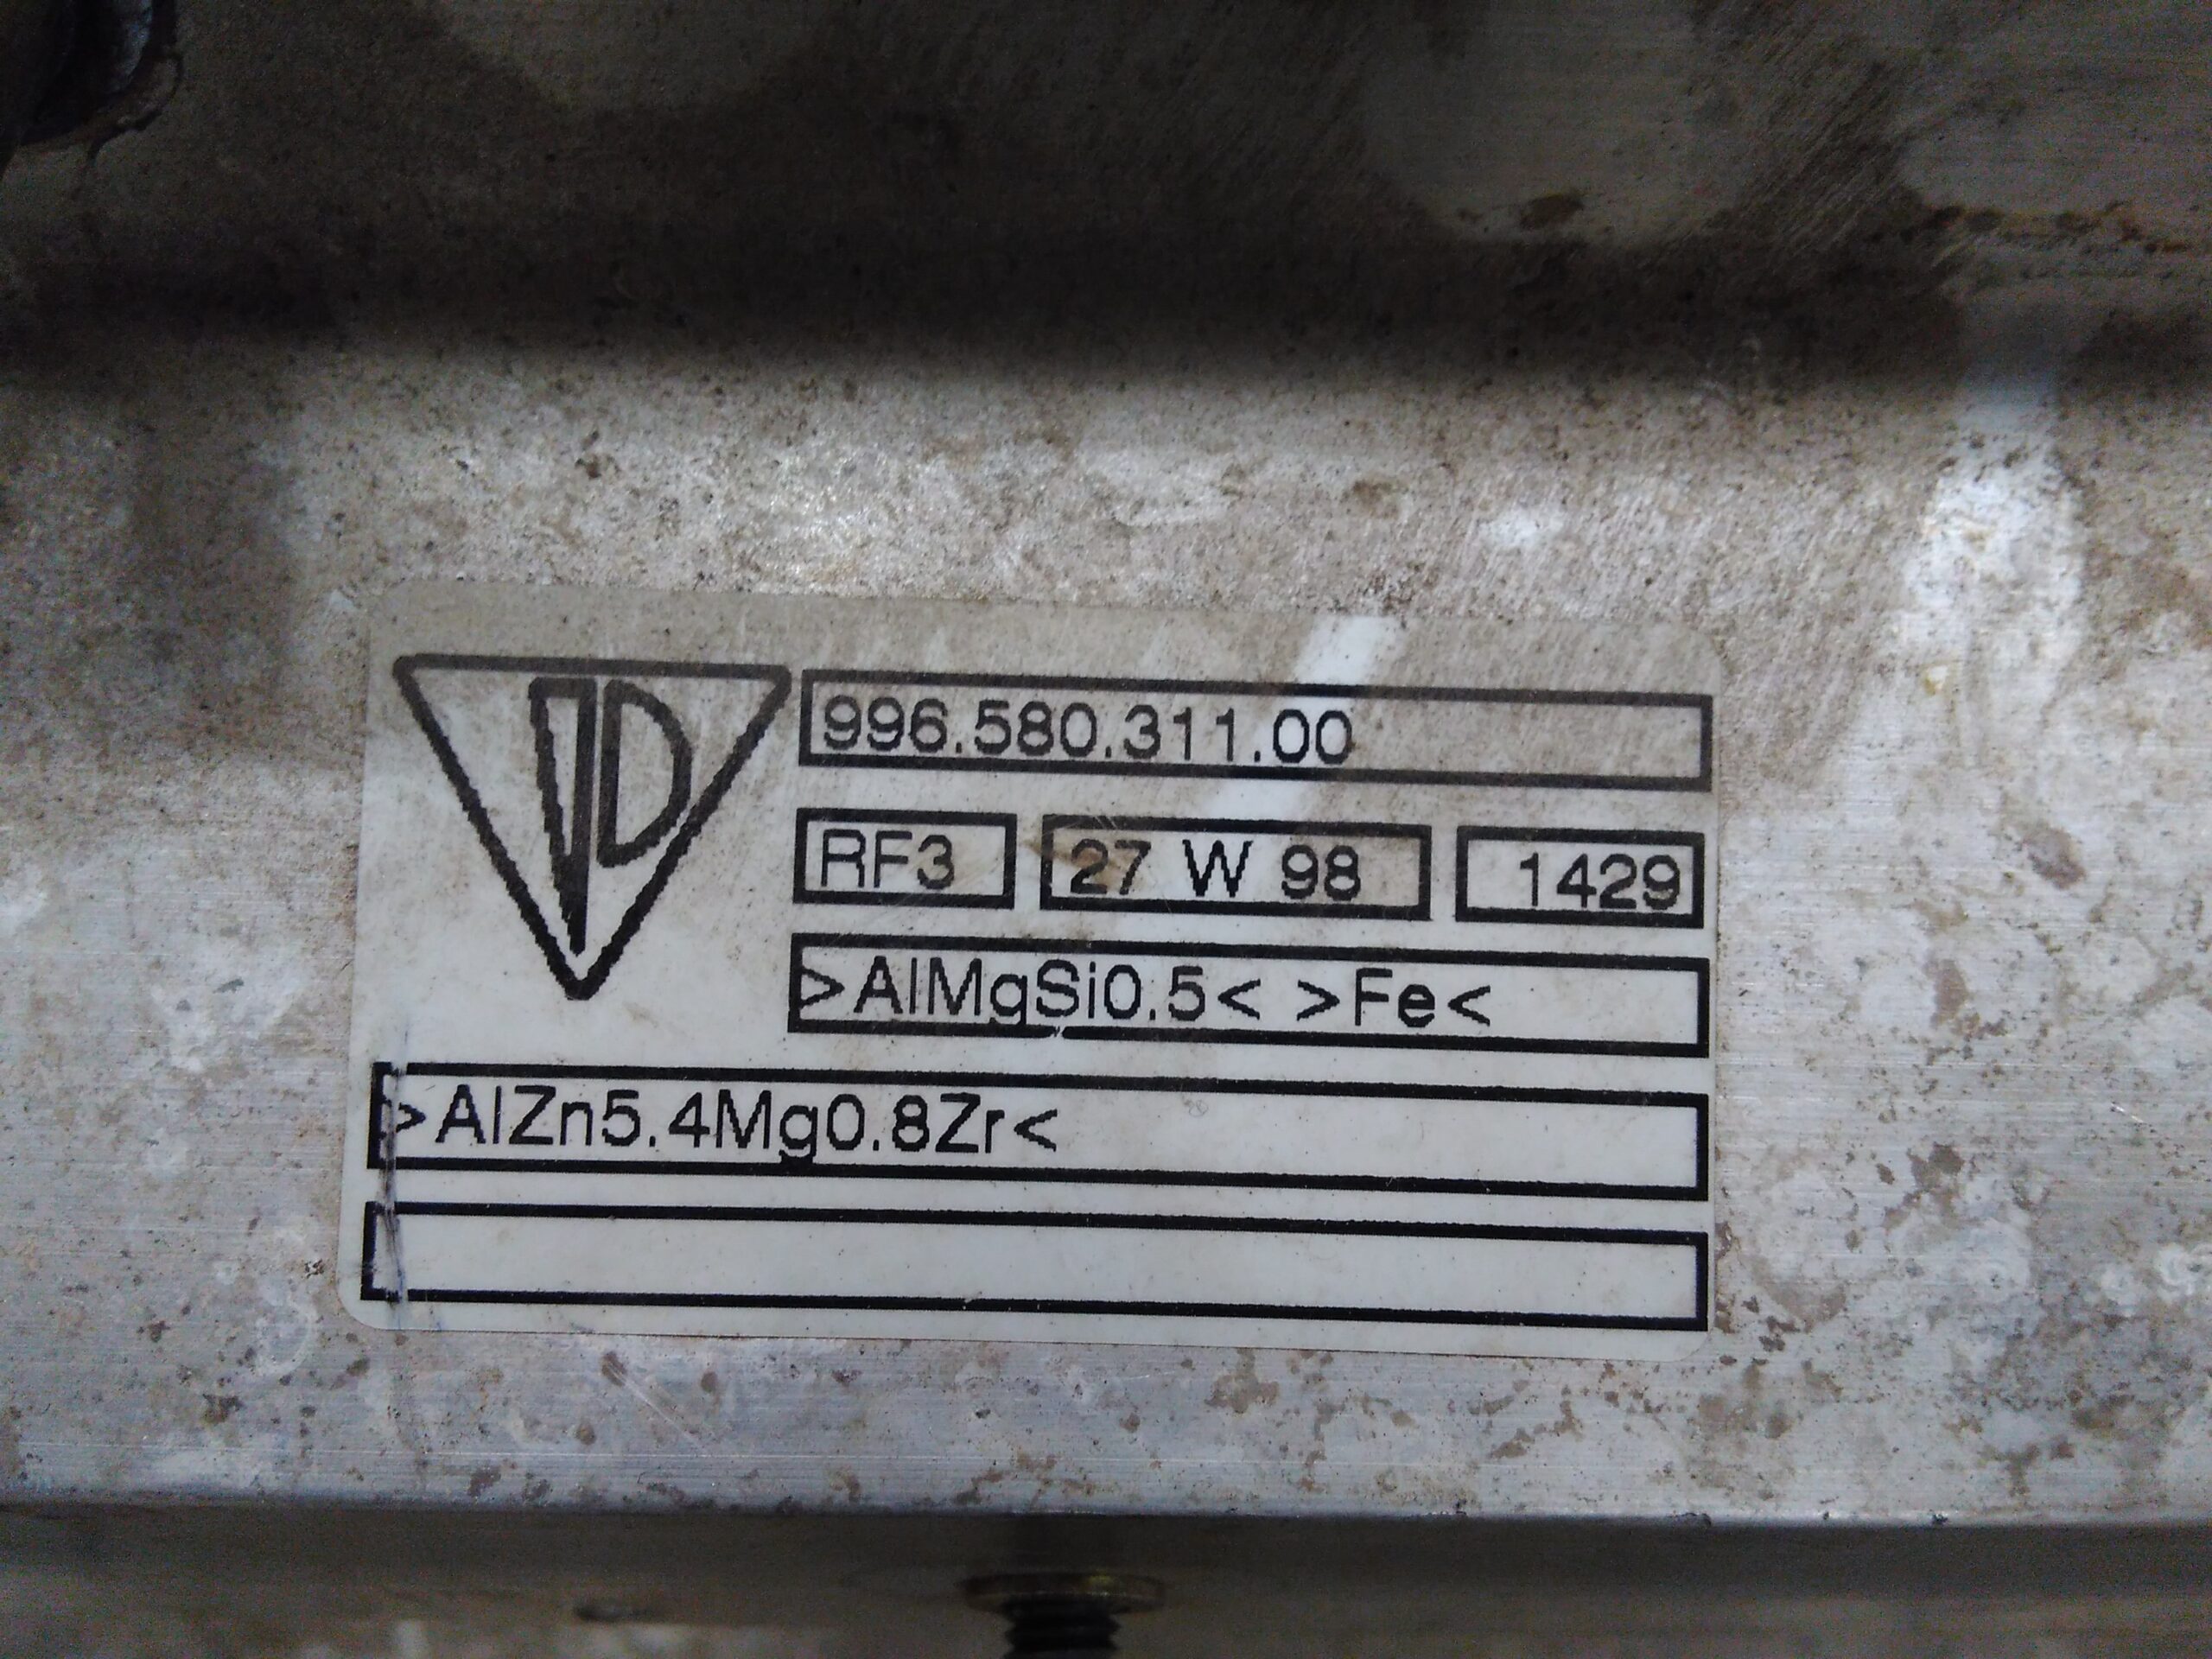 996.580.311.00
RF3 27 W 98 1429
>AlMgSi0.5< >Fe<
>AlZn5.4Mg0.8Zr<